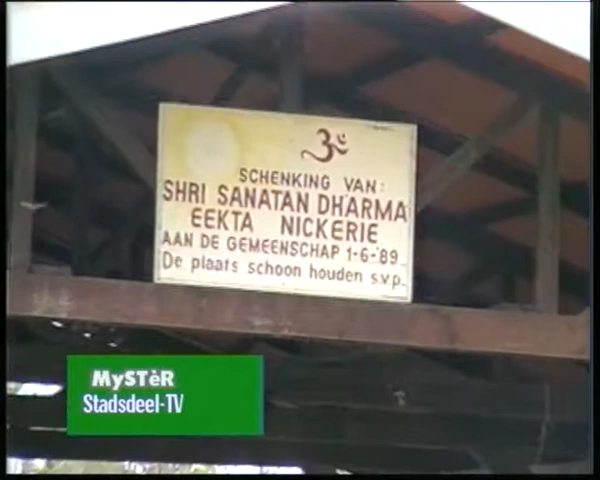 ॐ
SCHENKING VAN:
SHRI SANATAN DHARMA
EEKTA NICKERIE
AAN DE GEMEENSCHAP 1-6-'89
De plaats schoon houden s.v.p.
MySTèR
Stadsdeel-TV